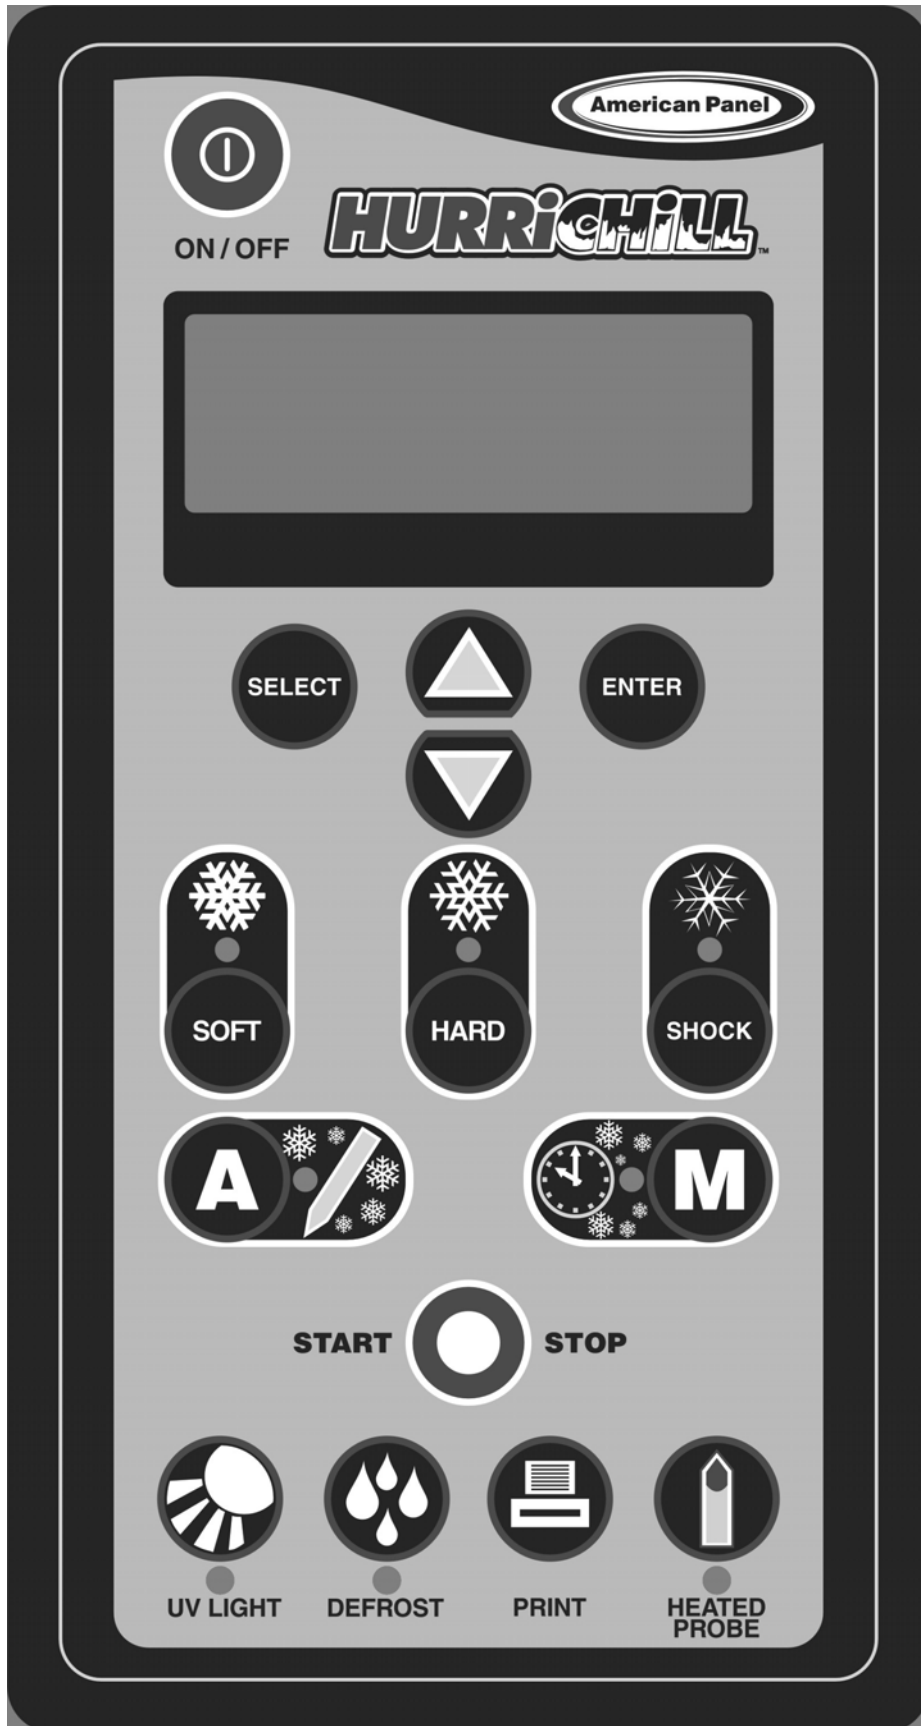 American Panel
HURRiCHiLL™
ON / OFF
SELECT
ENTER
SOFT
HARD
SHOCK
A
M
START
STOP
UV LIGHT
DEFROST
PRINT
HEATED
PROBE